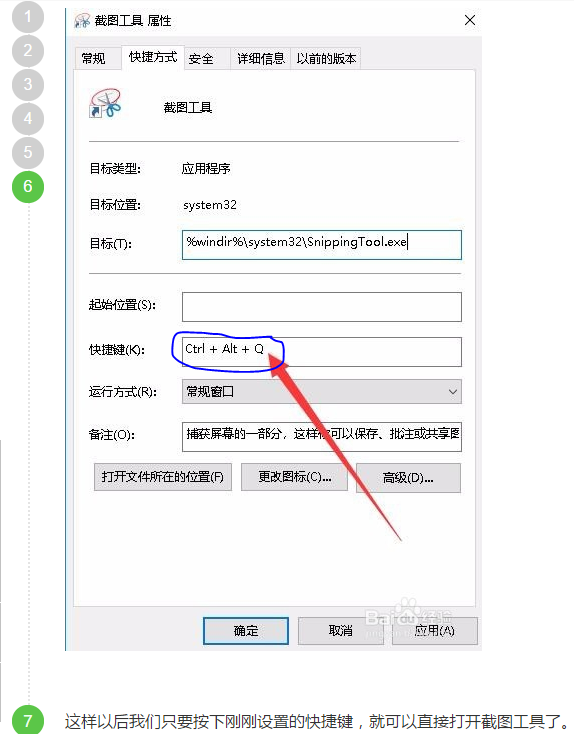 1
截图工具 属性
2
常规 快捷方式 安全 详细信息 以前的版本
3
截图工具
4
5
目标类型: 应用程序
6
目标位置: system32
目标(T): %windir%\system32\SnippingTool.exe
起始位置(S):
快捷键(K): Ctrl + Alt + Q
运行方式(R): 常规窗口
备注(O): 捕获屏幕的一部分，这样你可以保存、批注或共享图
打开文件所在的位置(F) 更改图标(C)... 高级(D)...
Bai 经验
确定 取消 应用(A)
7 这样以后我们只要按下刚刚设置的快捷键，就可以直接打开截图工具了。